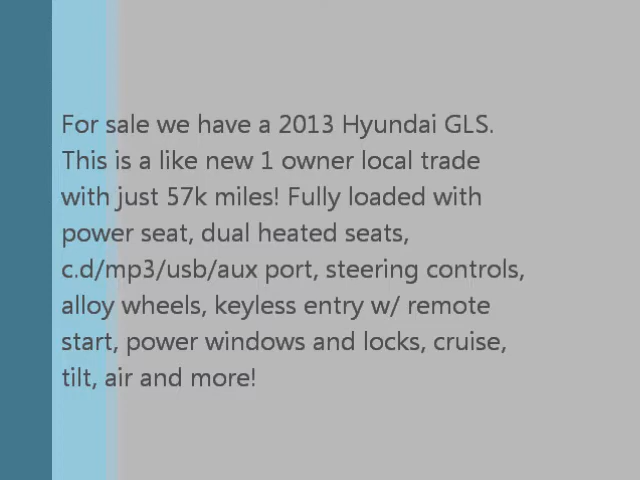 For sale we have a 2013 Hyundai GLS.
This is a like new 1 owner local trade
with just 57k miles! Fully loaded with
power seat, dual heated seats,
c.d/mp3/usb/aux port, steering controls,
alloy wheels, keyless entry w/ remote
start, power windows and locks, cruise,
tilt, air and more!